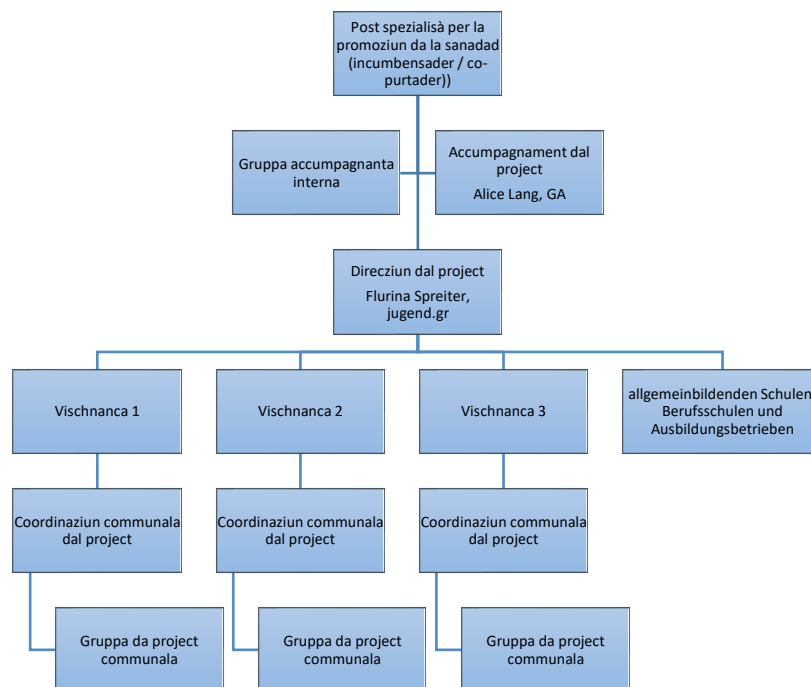 Post spezialisà per la
promoziun da la sanadad
(incumbensader / co-
purtader))
Gruppa accumpagnanta
interna
Accumpagnament dal
project
Alice Lang, GA
Direcziun dal project
Flurina Spreiter,
jugend.gr
Vischnanca 1
Vischnanca 2
Vischnanca 3
allgemeinbildenden Schulen
Berufsschulen und
Ausbildungsbetrieben
Coordinaziun communala
dal project
Coordinaziun communala
dal project
Coordinaziun communala
dal project
Gruppa da project
communala
Gruppa da project
communala
Gruppa da project
communala